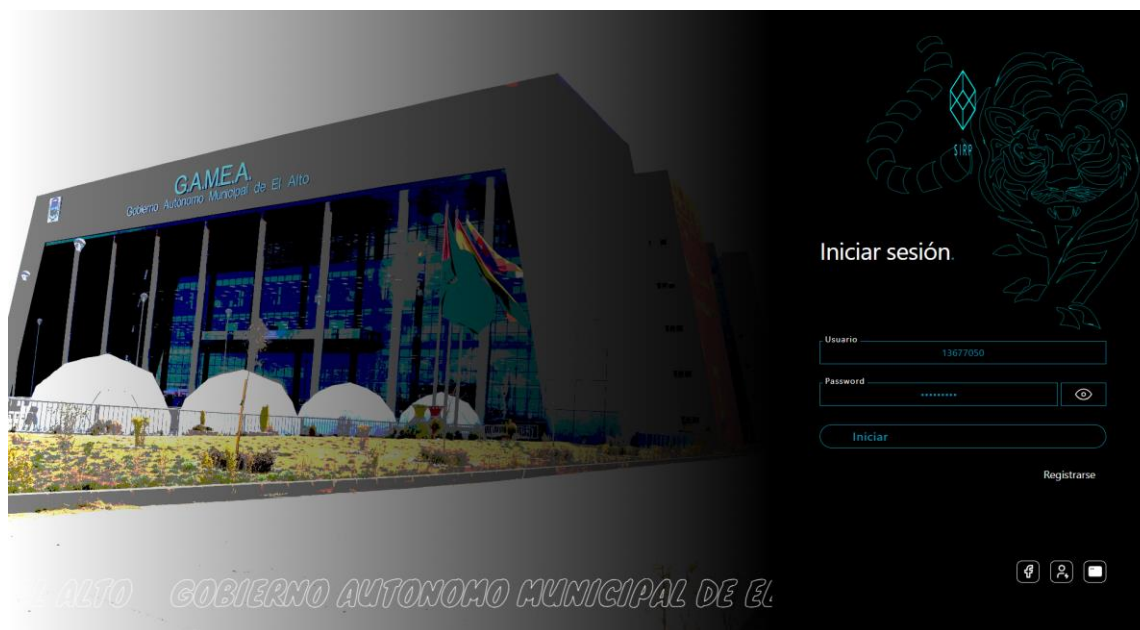 G.A.M.E.A.
Gobierno Autónomo Municipal de El Alto
SIRP
Iniciar sesión.
Usuario
13677050
Password
•••••••••
Iniciar
Registrarse
ALTO GOBIERNO AUTONOMO MUNICIPAL DE EL